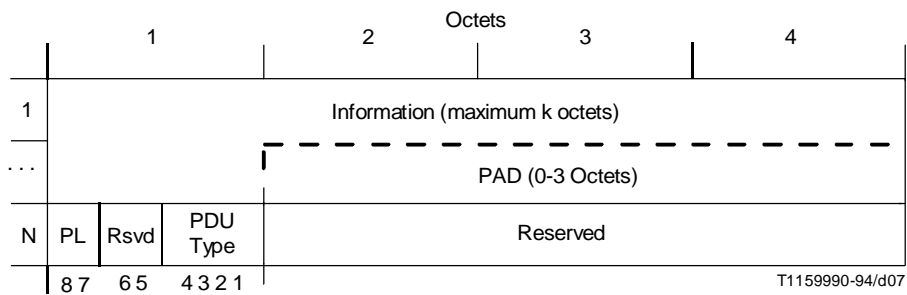 Octets
1 2 3 4
1 Information (maximum k octets)
. . . PAD (0-3 Octets)
N PL Rsvd PDU Type Reserved
8 7 6 5 4 3 2 1
T1159990-94/d07